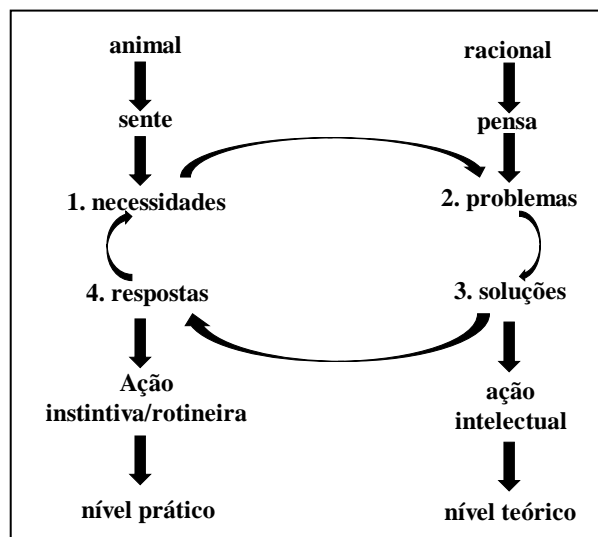 animal
racional
sente
pensa
1. necessidades
2. problemas
4. respostas
3. soluções
Ação
instintiva/rotineira
ação
intelectual
nível prático
nível teórico